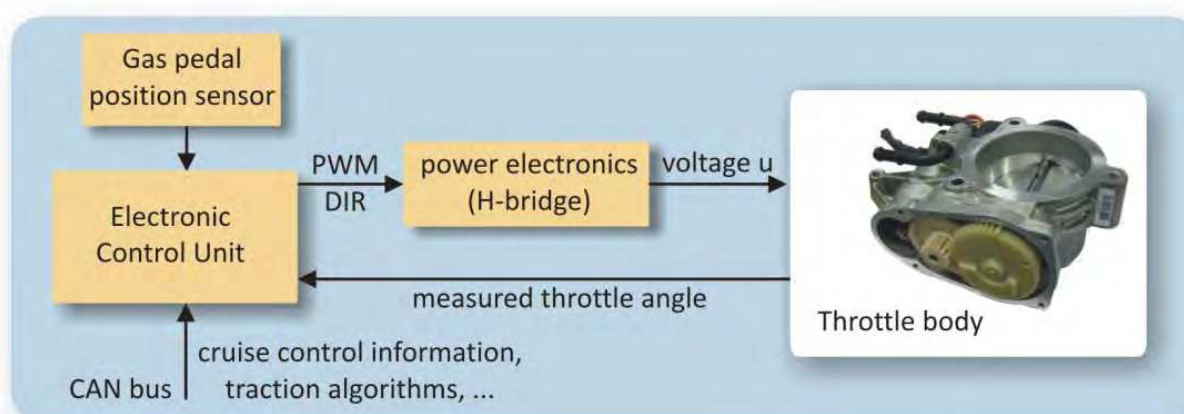 Gas pedal
position sensor
PWM
DIR
power electronics
(H-bridge)
voltage u
Electronic
Control Unit
measured throttle angle
Throttle body
cruise control information,
CAN bus
traction algorithms, ...